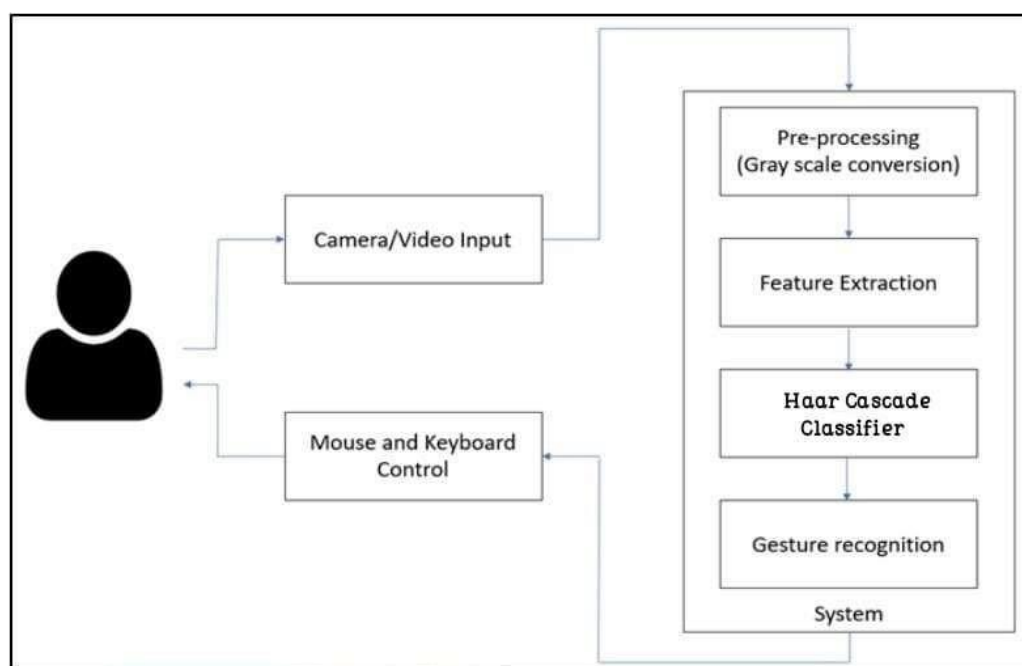 Pre-processing
(Gray scale conversion)
Camera/Video Input
Feature Extraction
Haar Cascade
Classifier
Mouse and Keyboard
Control
Gesture recognition
System